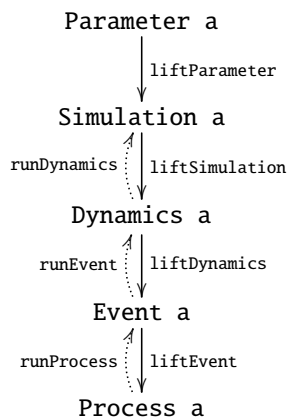 Parameter a
liftParameter
Simulation a
runDynamics
liftSimulation
Dynamics a
runEvent
liftDynamics
Event a
runProcess
liftEvent
Process a